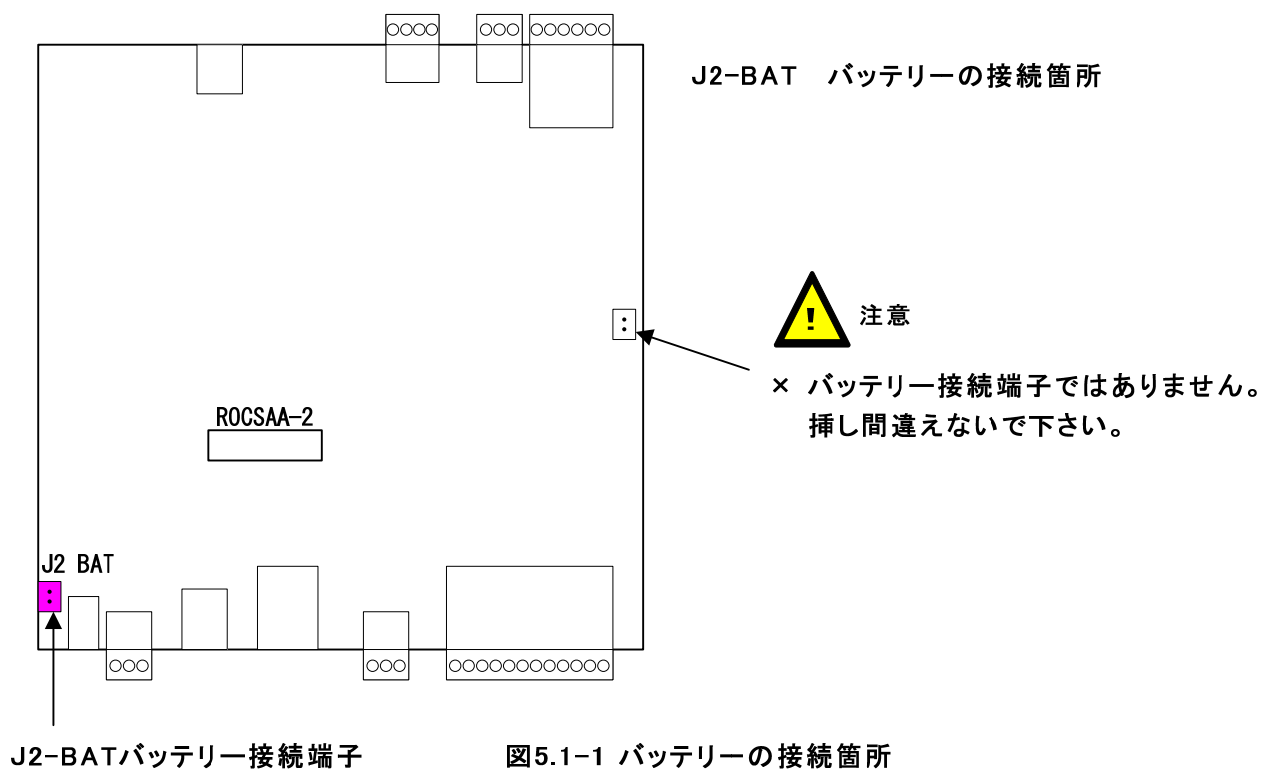 J2-BAT バッテリーの接続箇所
!
注意
× バッテリー接続端子ではありません。
挿し間違えないで下さい。
ROCSAA-2
J2 BAT
J2-BATバッテリー接続端子
図5.1-1 バッテリーの接続箇所